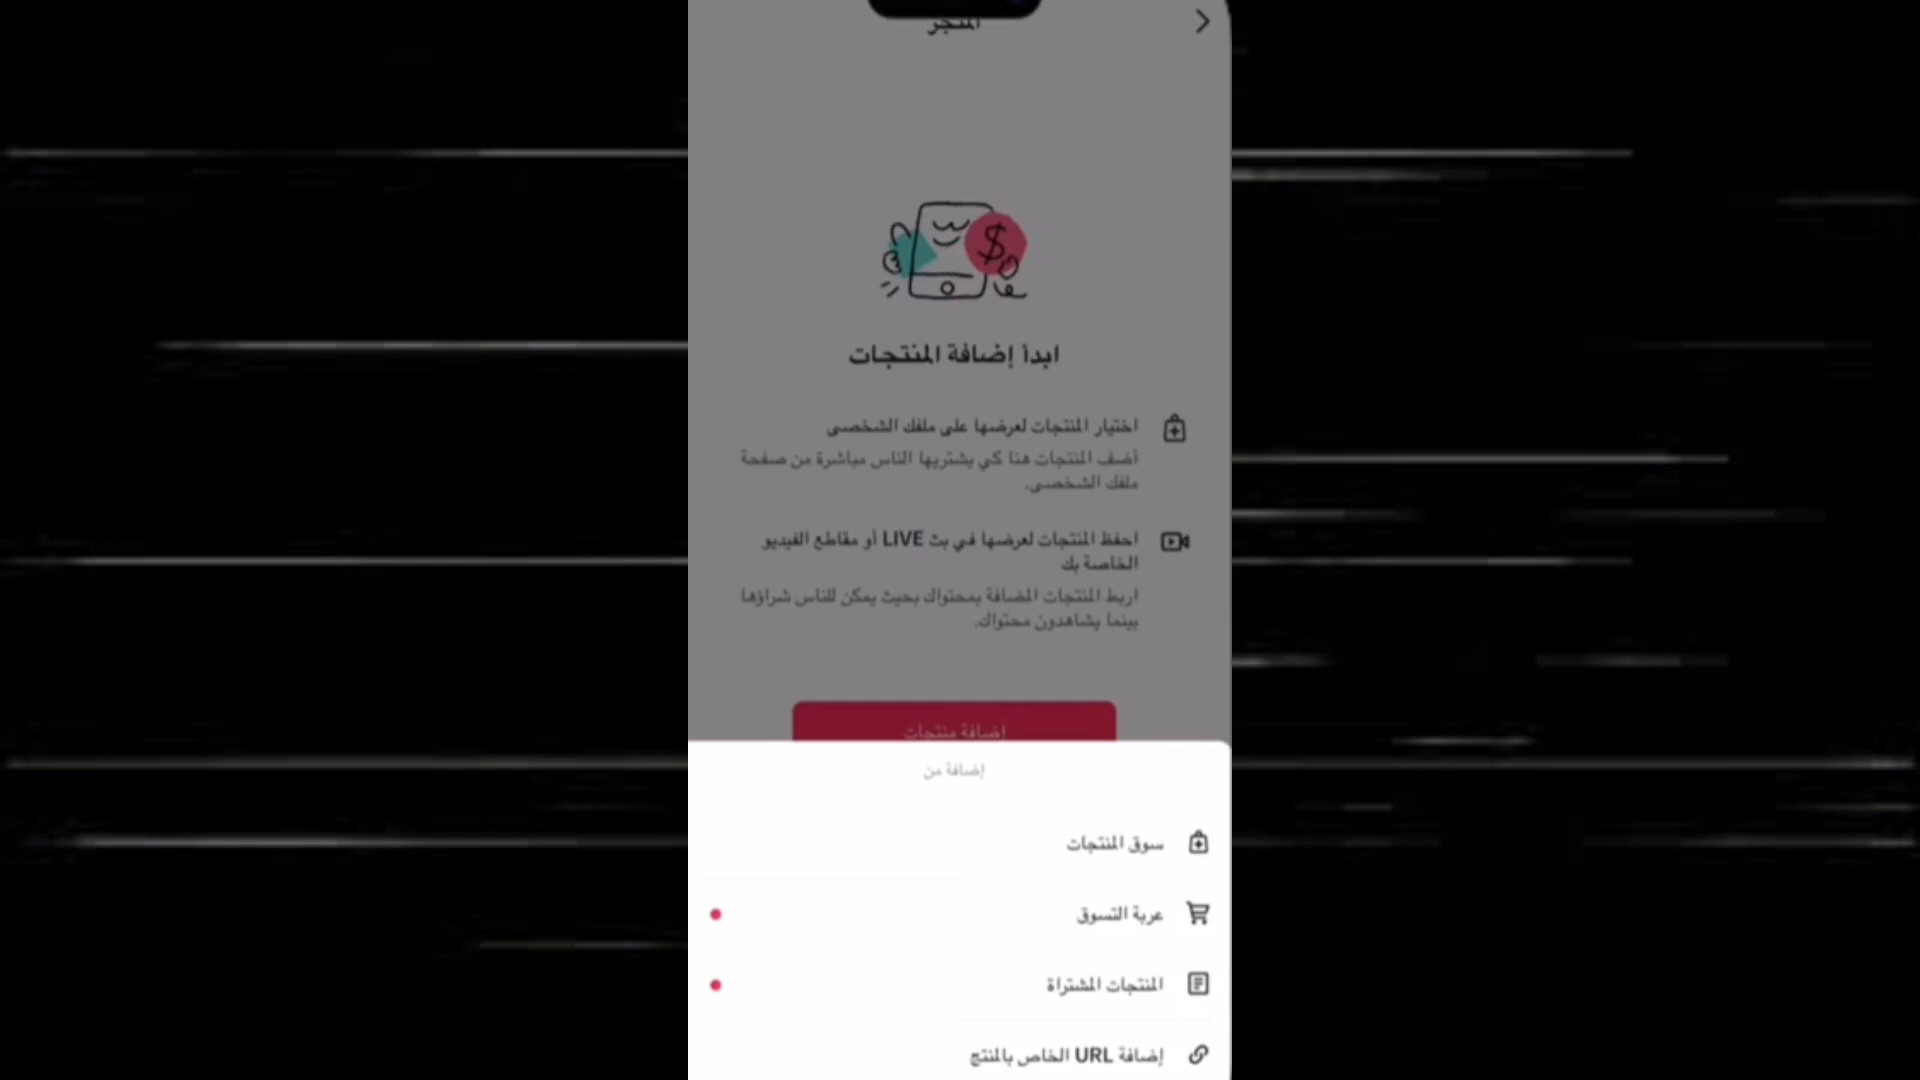 المتجر
$
ابدأ إضافة المنتجات
اختيار المنتجات لعرضها على ملفك الشخصي
أضف المنتجات هنا كي يشتريها الناس مباشرة من صفحة
ملفك الشخصي.
احفظ المنتجات لعرضها في بث LIVE أو مقاطع الفيديو
الخاصة بك
اربط المنتجات المضافة بمحتواك بحيث يمكن للناس شراؤها
بينما يشاهدون محتواك.
إضافة منتجات
إضافة من
سوق المنتجات
عربة التسوق
المنتجات المشتراة
إضافة URL الخاص بالمنتج